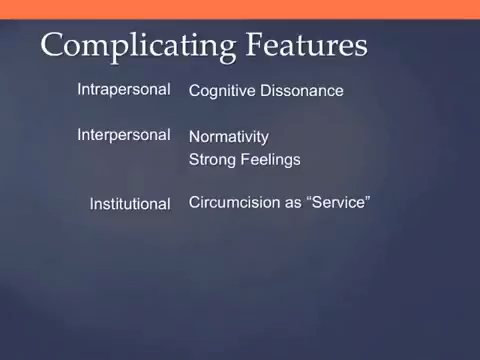 Complicating Features
Intrapersonal Cognitive Dissonance
Interpersonal Normativity
Strong Feelings
Institutional Circumcision as “Service”